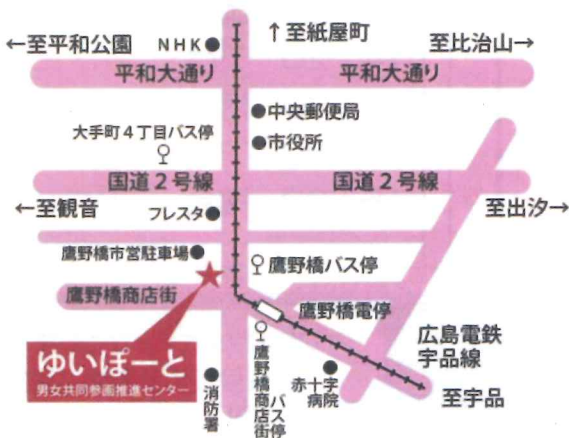 ←至平和公園
NHK
↑至紙屋町
至比治山→
平和大通り
平和大通り
中央郵便局
大手町4丁目バス停
市役所
国道2号線
国道2号線
←至観音
フレスタ
至出汐→
鷹野橋市営駐車場
鷹野橋バス停
鷹野橋商店街
鷹野橋電停
広島電鉄
宇品線
ゆいぽーと
男女共同参画推進センター
消防署
鷹野橋商店街
バス停
赤十字
病院
至宇品